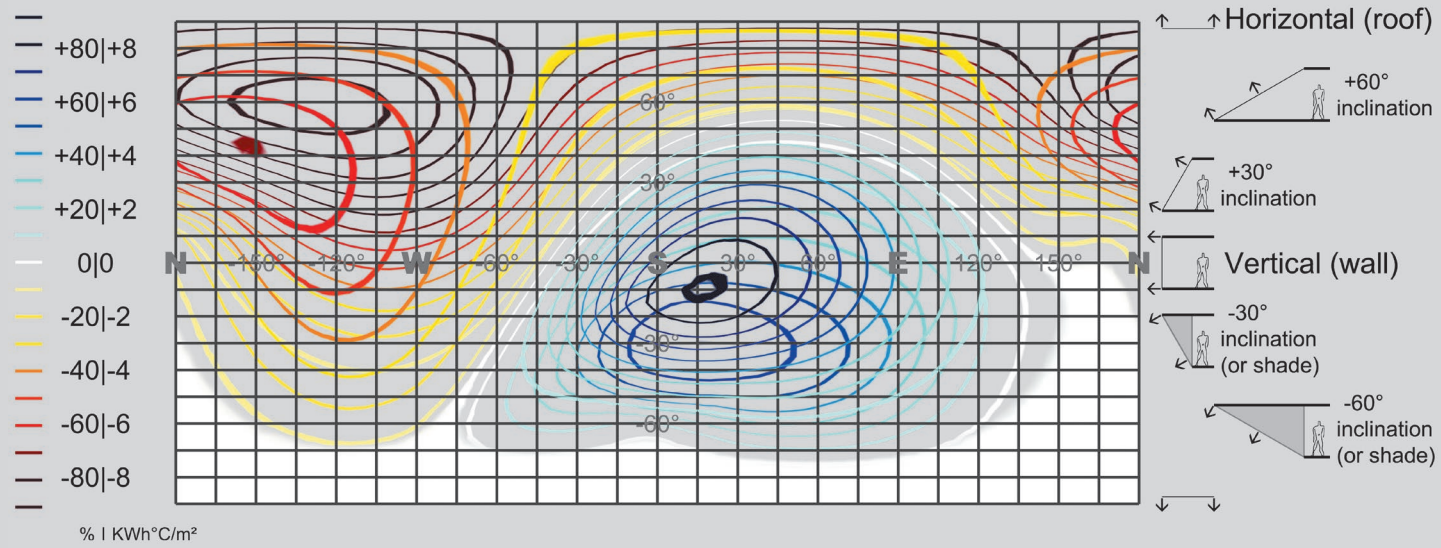 +80|+8
+60|+6
+40|+4
+20|+2
0|0
-20|-2
-40|-4
-60|-6
-80|-8
% | KWh°C/m²
60°
30°
N -150° -120° W -60° -30° S 30° 60° E 120° 150° N
-30°
-60°
Horizontal (roof)
+60°
inclination
+30°
inclination
Vertical (wall)
-30°
inclination
(or shade)
-60°
inclination
(or shade)